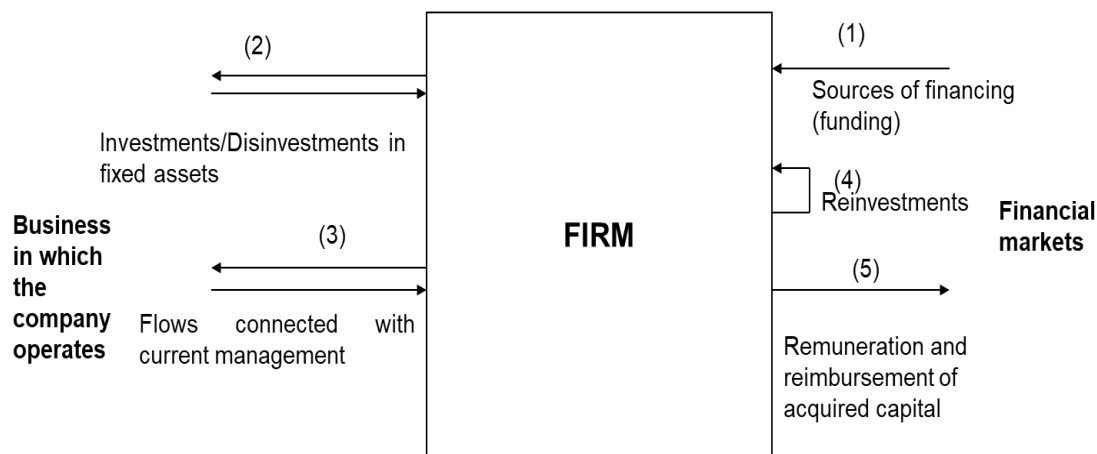 (2)
Investments/Disinvestments in
fixed assets
Business
in which
the
company
operates
(3)
Flows connected with
current management
FIRM
(1)
Sources of financing
(funding)
(4)
Reinvestments
Financial
markets
(5)
Remuneration and
reimbursement of
acquired capital